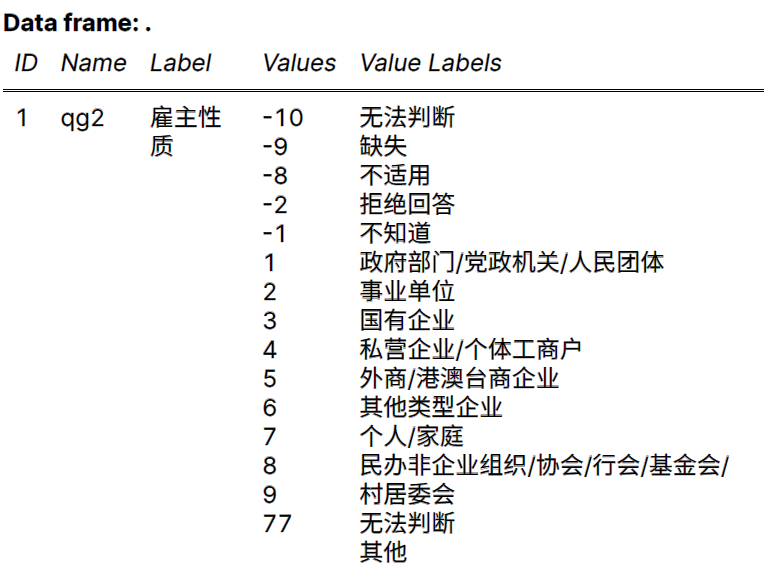 Data frame: .
ID Name Label Values Value Labels
1 qg2 雇主性 -10 无法判断
质 -9 缺失
-8 不适用
-2 拒绝回答
-1 不知道
1 政府部门/党政机关/人民团体
2 事业单位
3 国有企业
4 私营企业/个体工商户
5 外商/港澳台商企业
6 其他类型企业
7 个人/家庭
8 民办非企业组织/协会/行会/基金会/
9 村居委会
77 无法判断
其他